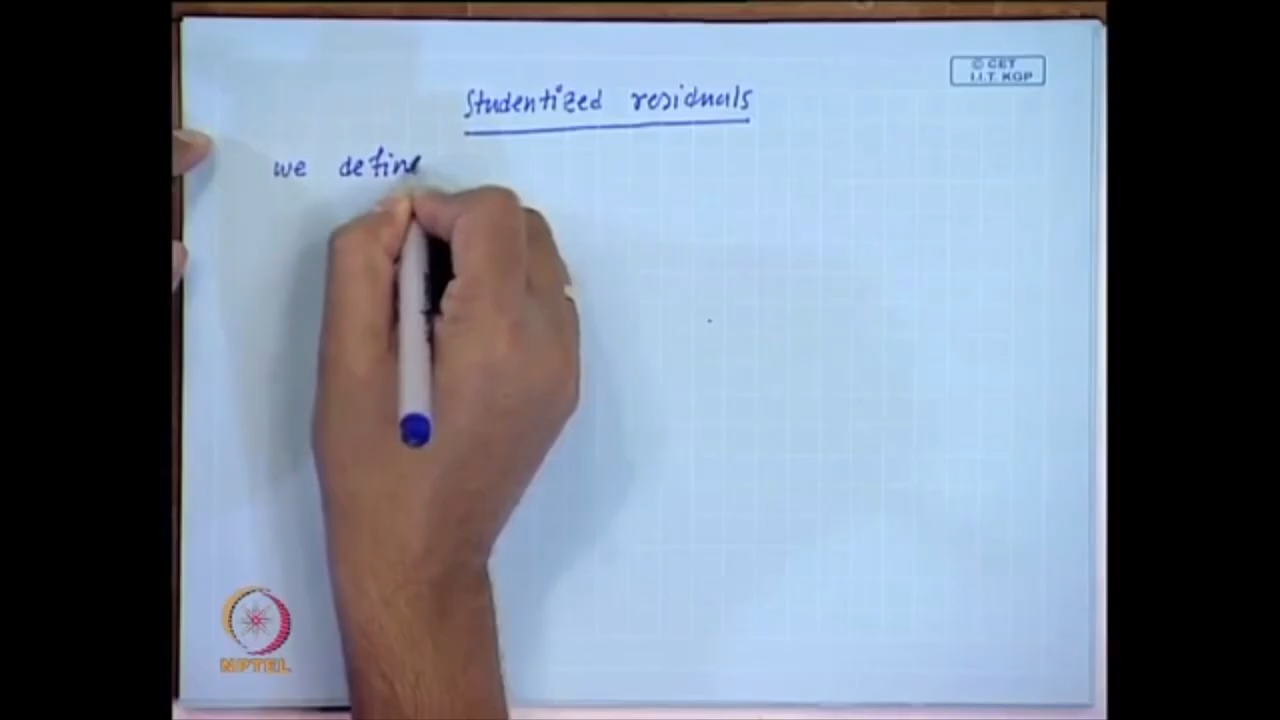 © CET
I.I.T. KGP
Studentized residuals
we define
NPTEL